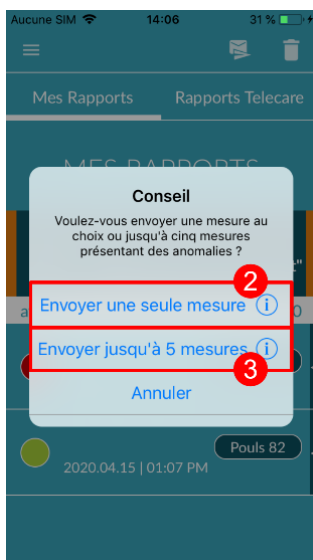 Aucune SIM 14:06 31 %
Mes Rapports Rapports Telecare
MES RAPPORTS
Conseil
Voulez-vous envoyer une mesure au
choix ou jusqu'à cinq mesures
présentant des anomalies ?
2
Envoyer une seule mesure i
Envoyer jusqu'à 5 mesures i
3
Annuler
Pouls 82
2020.04.15 | 01:07 PM